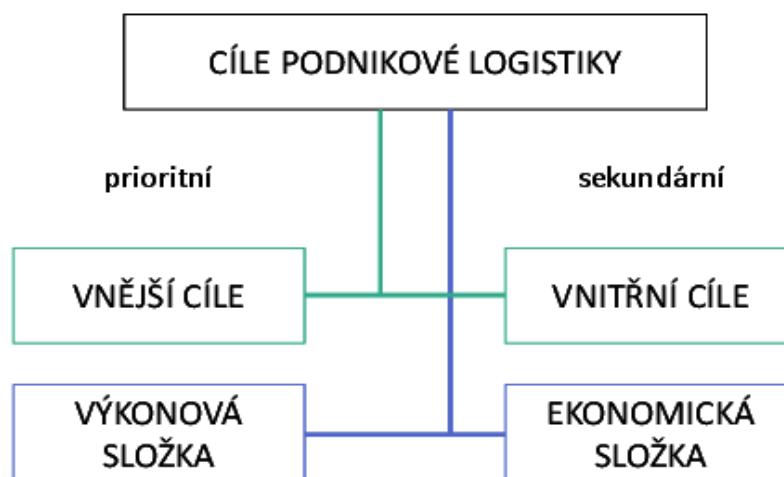 CÍLE PODNIKOVÉ LOGISTIKY
prioritní
sekundární
VNĚJŠÍ CÍLE
VNITŘNÍ CÍLE
VÝKONOVÁ
SLOŽKA
EKONOMICKÁ
SLOŽKA